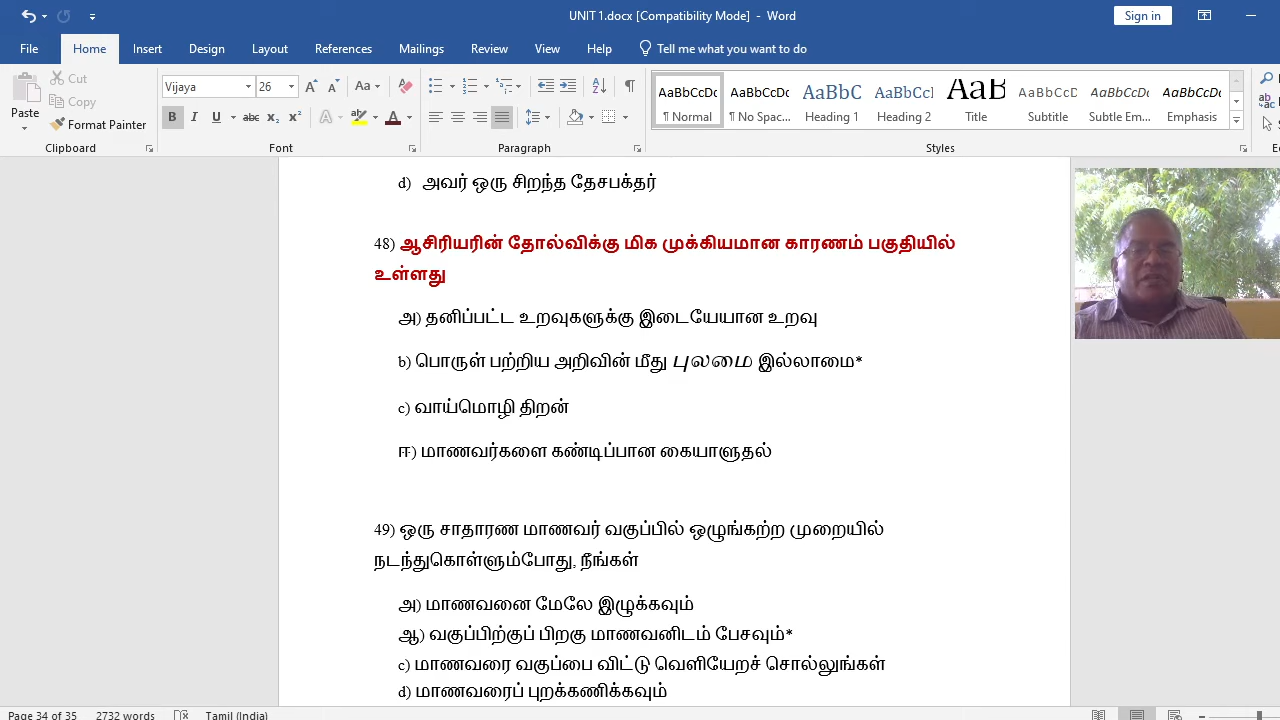 UNIT 1.docx [Compatibility Mode] - Word
Sign in
File Home Insert Design Layout References Mailings Review View Help Tell me what you want to do
Paste
Cut
Copy
Format Painter
Clipboard
Vijaya 26
Font
Paragraph
AaBbCcDc AaBbCcDc AaBbC AaBbCcI AaB AaBbCcD AaBbCcDt AaBbCcDt
¶ Normal ¶ No Spac... Heading 1 Heading 2 Title Subtitle Subtle Em... Emphasis
Styles
d) அவர் ஒரு சிறந்த தேசபக்தர்
48) ஆசிரியரின் தோல்விக்கு மிக முக்கியமான காரணம் பகுதியில்
உள்ளது
அ) தனிப்பட்ட உறவுகளுக்கு இடையேயான உறவு
b) பொருள் பற்றிய அறிவின் மீது புலமை இல்லாமை*
c) வாய்மொழி திறன்
ஈ) மாணவர்களை கண்டிப்பான கையாளுதல்
49) ஒரு சாதாரண மாணவர் வகுப்பில் ஒழுங்கற்ற முறையில்
நடந்துகொள்ளும்போது, நீங்கள்
அ) மாணவனை மேலே இழுக்கவும்
ஆ) வகுப்பிற்குப் பிறகு மாணவனிடம் பேசவும்*
c) மாணவரை வகுப்பை விட்டு வெளியேறச் சொல்லுங்கள்
d) மாணவரைப் புறக்கணிக்கவும்
Page 34 of 35 2732 words Tamil (India)